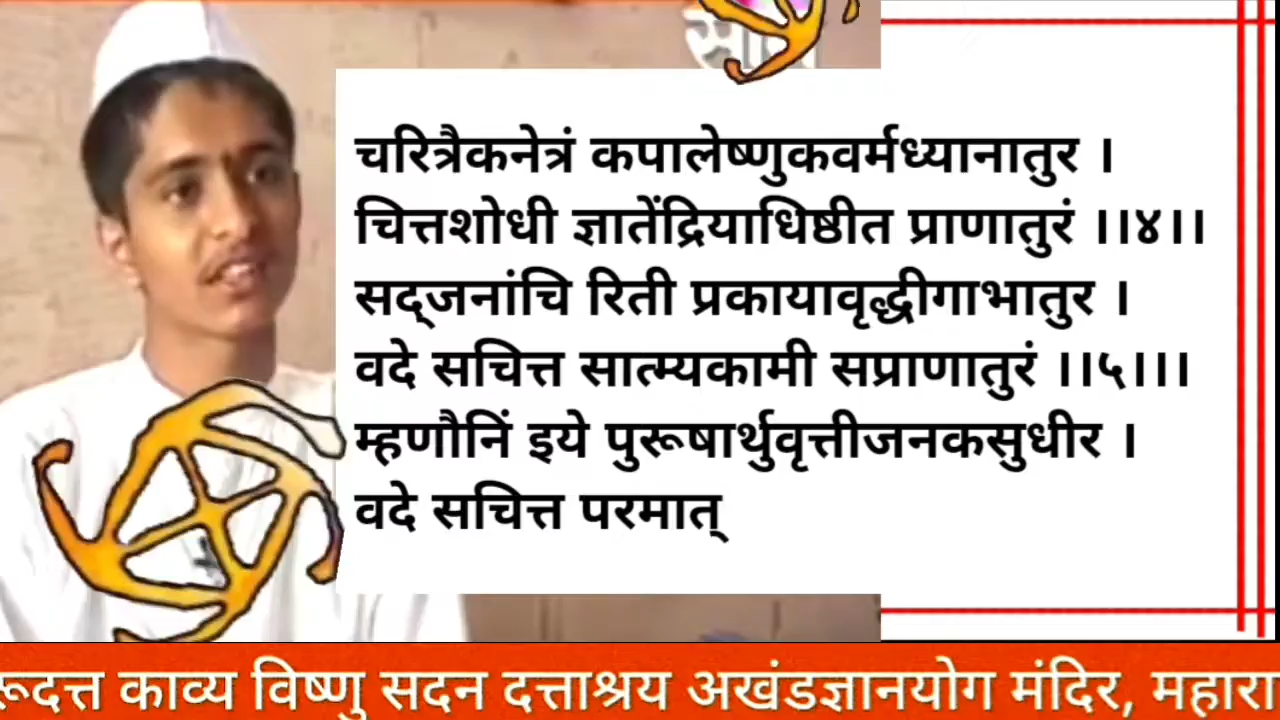 चरित्रैकनेत्रं कपालेष्णुकवर्मध्यानातुर ।
चित्तशोधी ज्ञातेंद्रियाधिष्ठीत प्राणातुरं ।।४।।
सद्जनांचि रिती प्रकायावृद्धीगाभातुर ।
वदे सचित्त सात्म्यकामी सप्राणातुरं ।।५।।।
म्हणौनिं इये पुरूषार्थुवृत्तीजनकसुधीर ।
वदे सचित्त परमात्
रूदत्त काव्य विष्णु सदन दत्ताश्रय अखंडज्ञानयोग मंदिर, महारा